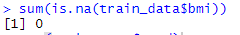 > sum(is.na(train_data$bmi))
[1] 0